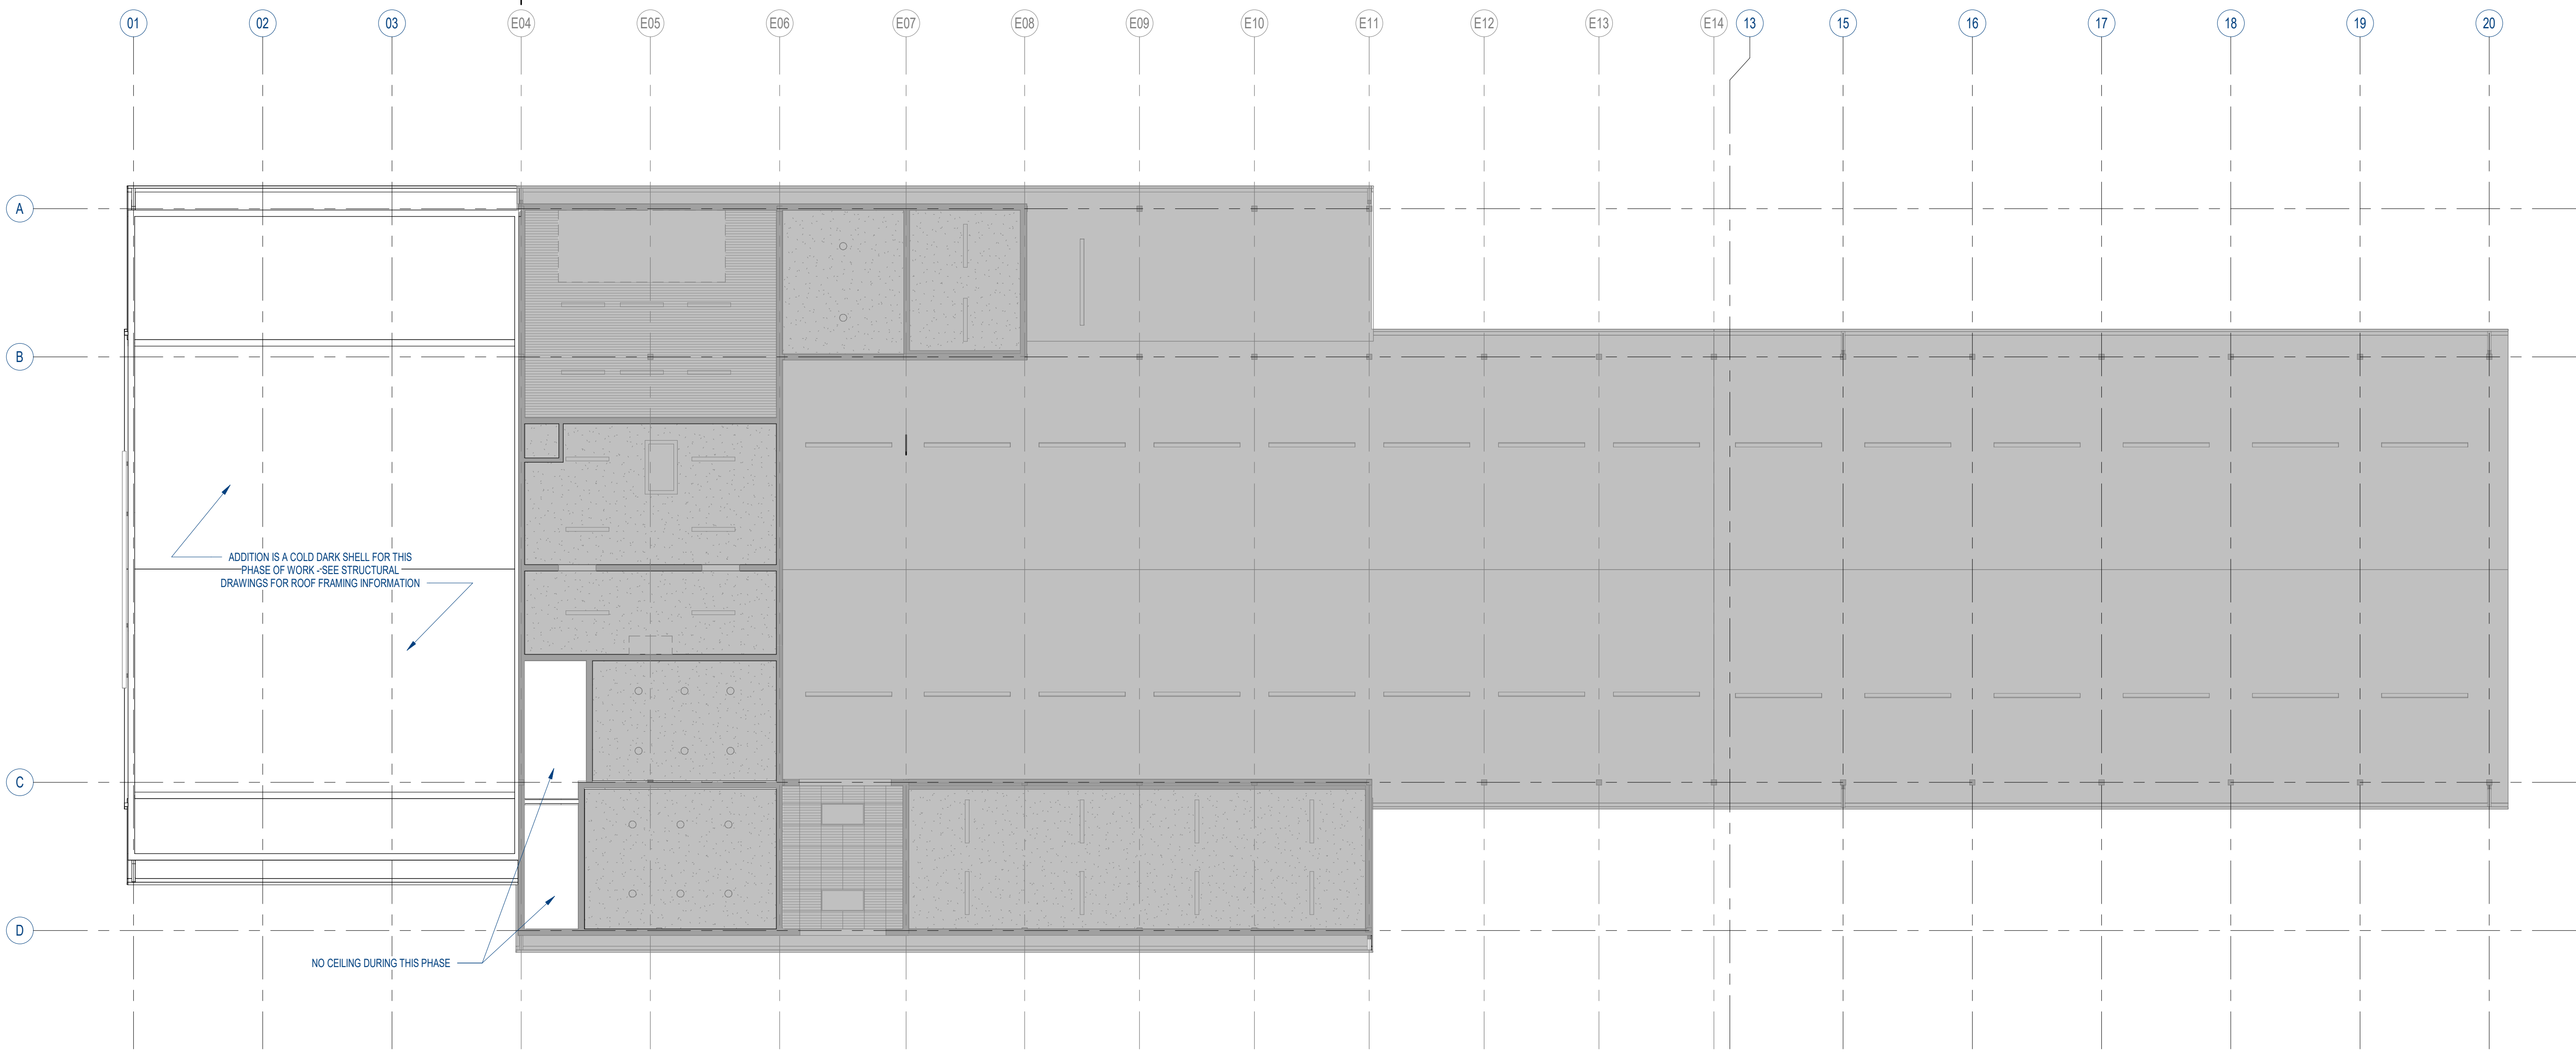 01
02
03
E04
E05
E06
E07
E08
E09
E10
E11
E12
E13
E14
13
15
16
17
18
19
20
A
B
ADDITION IS A COLD DARK SHELL FOR THIS
PHASE OF WORK - SEE STRUCTURAL
DRAWINGS FOR ROOF FRAMING INFORMATION
C
D
NO CEILING DURING THIS PHASE